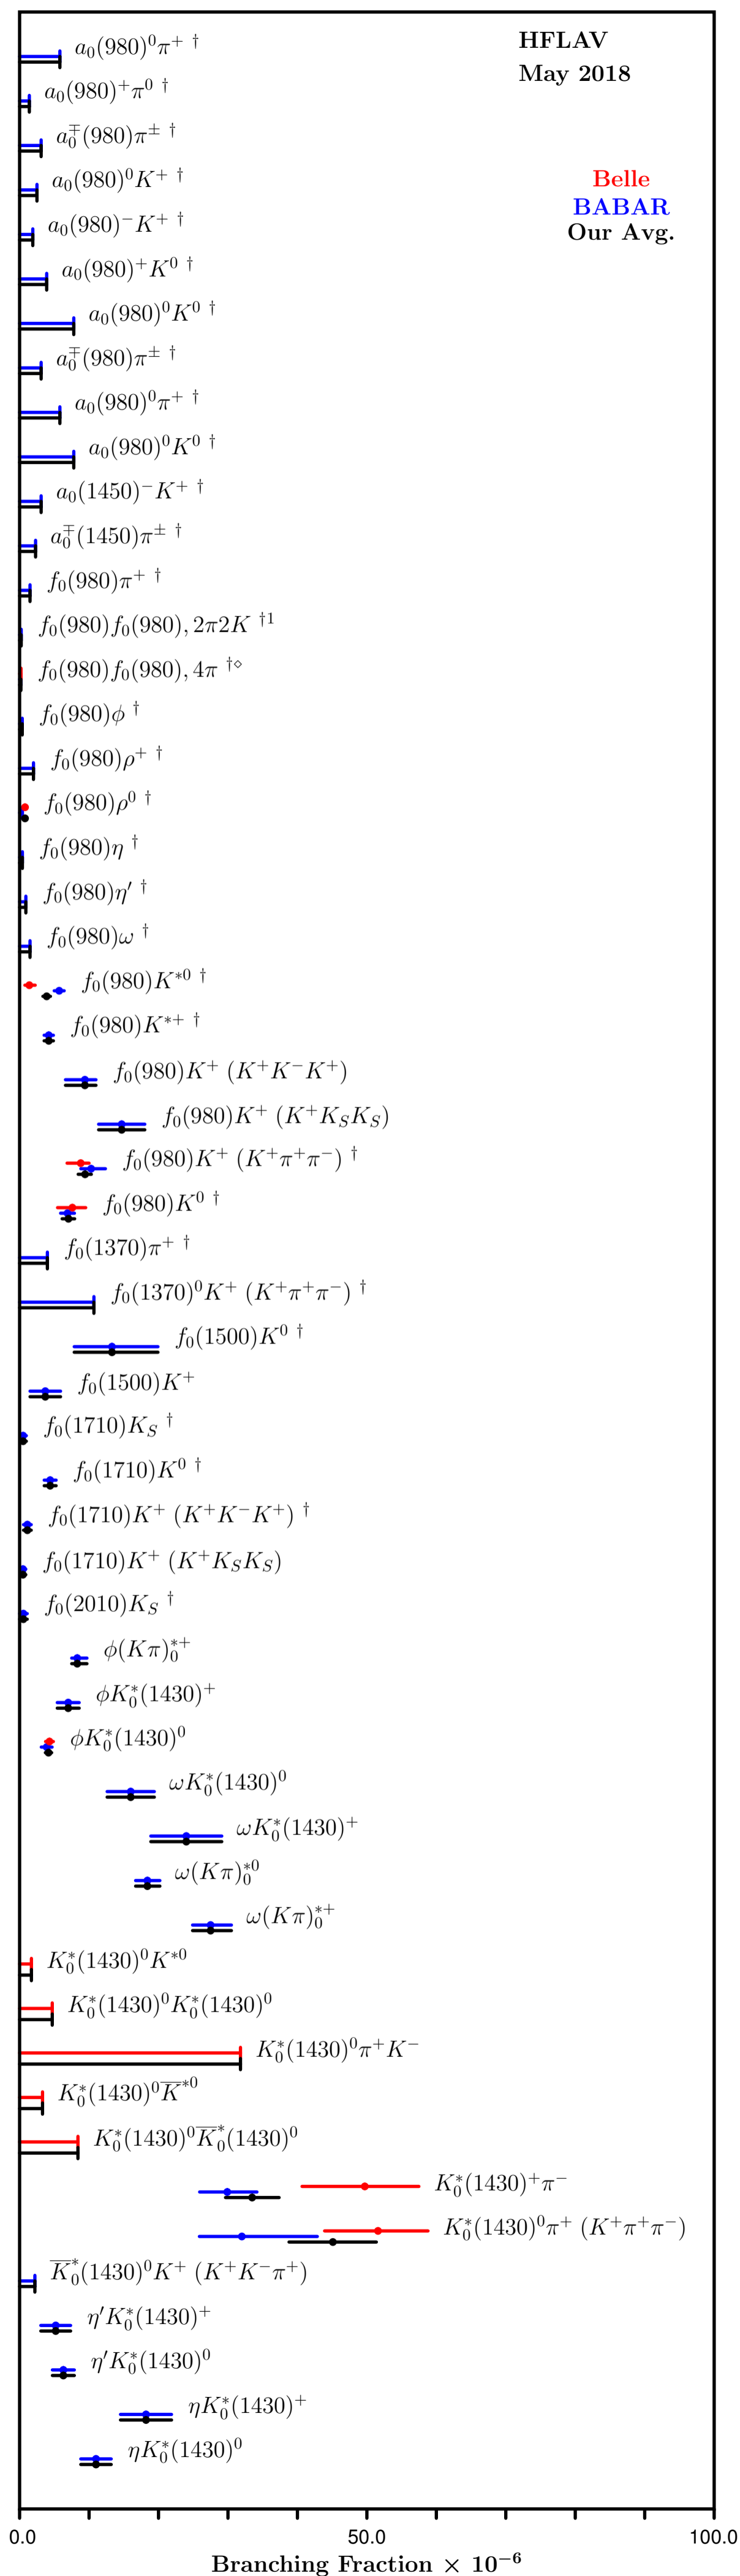 HFLAV
May 2018
Belle
BABAR
Our Avg.
a₀(980)⁰π⁺ †
a₀(980)⁺π⁰ †
a₀^∓(980)π^± †
a₀(980)⁰K⁺ †
a₀(980)⁻K⁺ †
a₀(980)⁺K⁰ †
a₀(980)⁰K⁰ †
a₀^∓(980)π^± †
a₀(980)⁰π⁺ †
a₀(980)⁰K⁰ †
a₀(1450)⁻K⁺ †
a₀^∓(1450)π^± †
f₀(980)π⁺ †
f₀(980)f₀(980), 2π2K †¹
f₀(980)f₀(980), 4π †⋄
f₀(980)ϕ †
f₀(980)ρ⁺ †
f₀(980)ρ⁰ †
f₀(980)η †
f₀(980)η′ †
f₀(980)ω †
f₀(980)K*⁰ †
f₀(980)K*⁺ †
f₀(980)K⁺ (K⁺K⁻K⁺)
f₀(980)K⁺ (K⁺K_SK_S)
f₀(980)K⁺ (K⁺π⁺π⁻) †
f₀(980)K⁰ †
f₀(1370)π⁺ †
f₀(1370)⁰K⁺ (K⁺π⁺π⁻) †
f₀(1500)K⁰ †
f₀(1500)K⁺
f₀(1710)K_S †
f₀(1710)K⁰ †
f₀(1710)K⁺ (K⁺K⁻K⁺) †
f₀(1710)K⁺ (K⁺K_SK_S)
f₀(2010)K_S †
ϕ(Kπ)₀*⁺
ϕK₀*(1430)⁺
ϕK₀*(1430)⁰
ωK₀*(1430)⁰
ωK₀*(1430)⁺
ω(Kπ)₀*⁰
ω(Kπ)₀*⁺
K₀*(1430)⁰K*⁰
K₀*(1430)⁰K₀*(1430)⁰
K₀*(1430)⁰π⁺K⁻
K₀*(1430)⁰K̅*⁰
K₀*(1430)⁰K̅₀*(1430)⁰
K₀*(1430)⁺π⁻
K₀*(1430)⁰π⁺ (K⁺π⁺π⁻)
K̅₀*(1430)⁰K⁺ (K⁺K⁻π⁺)
η′K₀*(1430)⁺
η′K₀*(1430)⁰
ηK₀*(1430)⁺
ηK₀*(1430)⁰
0.0 50.0 100.0
Branching Fraction × 10⁻⁶